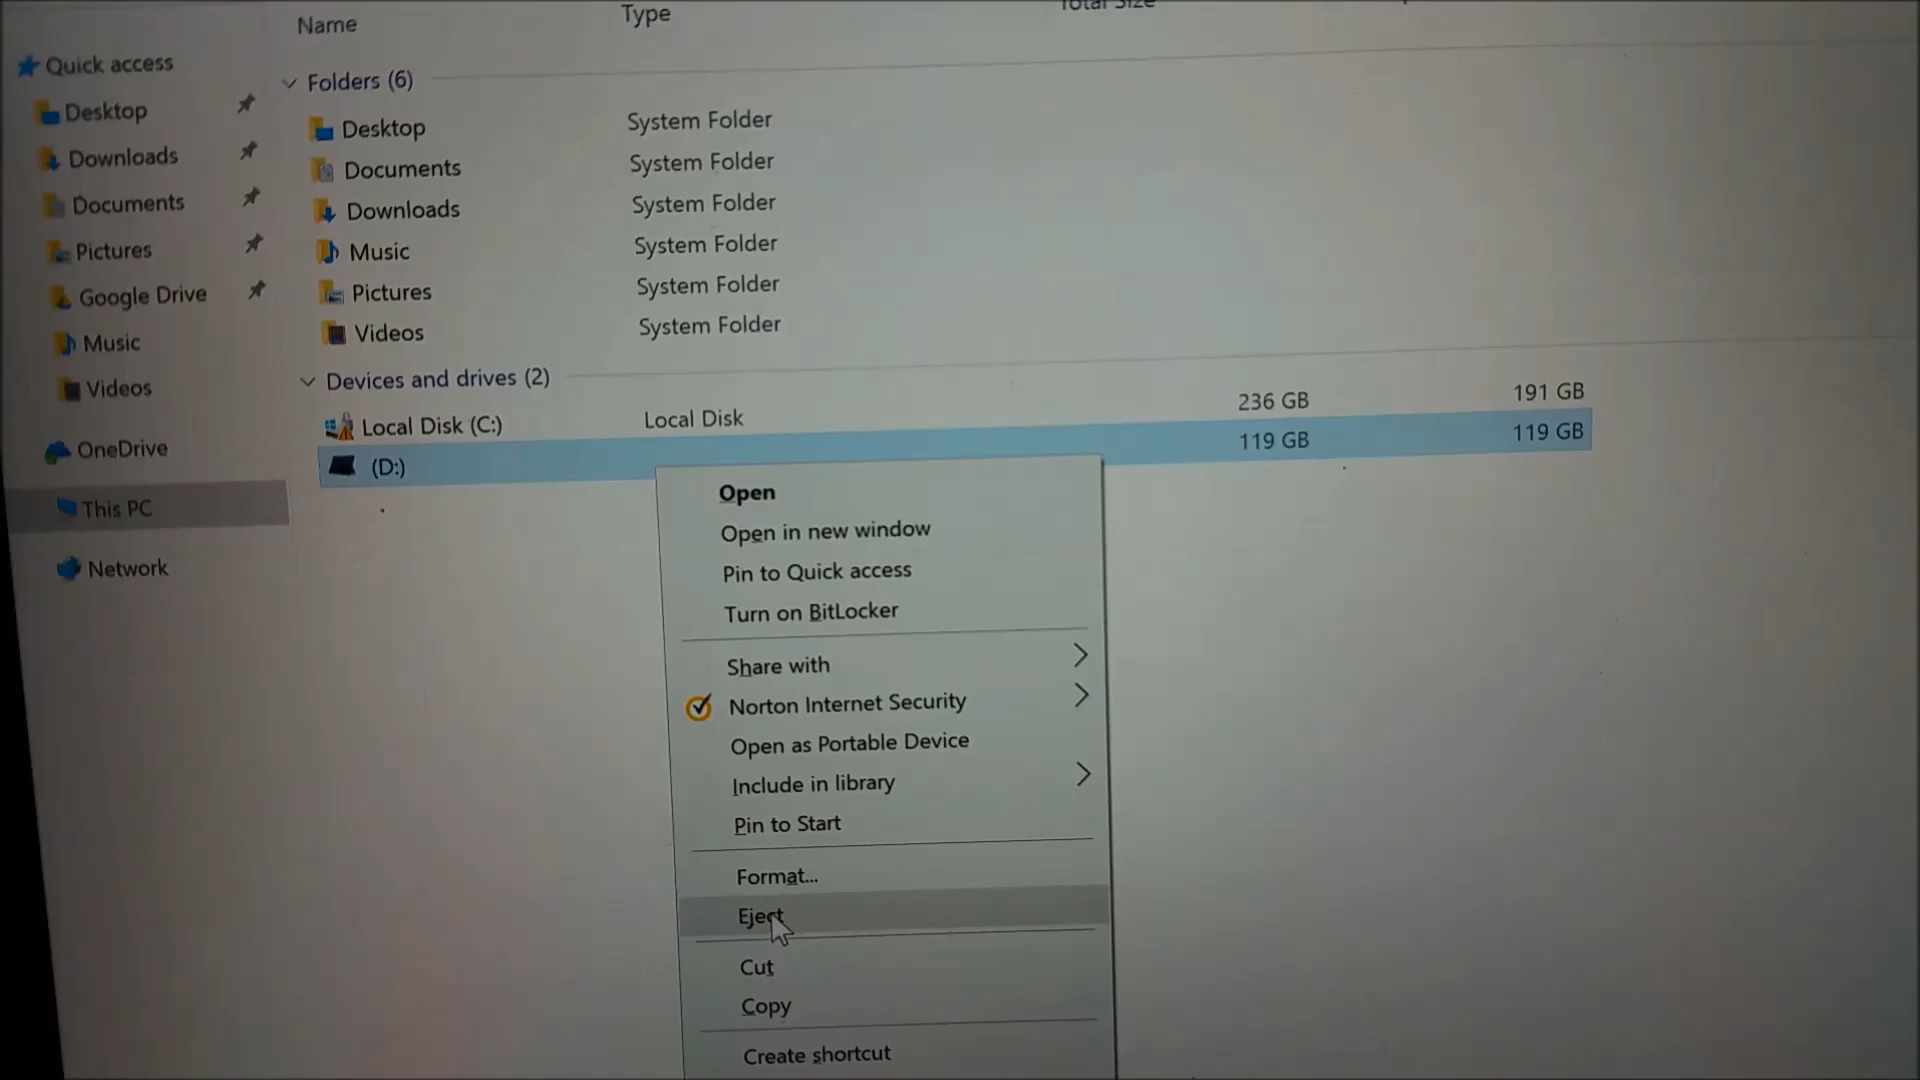 Name Type Total Size
Quick access
Desktop
Downloads
Documents
Pictures
Google Drive
Music
Videos
OneDrive
This PC
Network
Folders (6)
Desktop System Folder
Documents System Folder
Downloads System Folder
Music System Folder
Pictures System Folder
Videos System Folder
Devices and drives (2)
Local Disk (C:) Local Disk 236 GB 191 GB
(D:) 119 GB 119 GB
Open
Open in new window
Pin to Quick access
Turn on BitLocker
Share with
Norton Internet Security
Open as Portable Device
Include in library
Pin to Start
Format...
Eject
Cut
Copy
Create shortcut